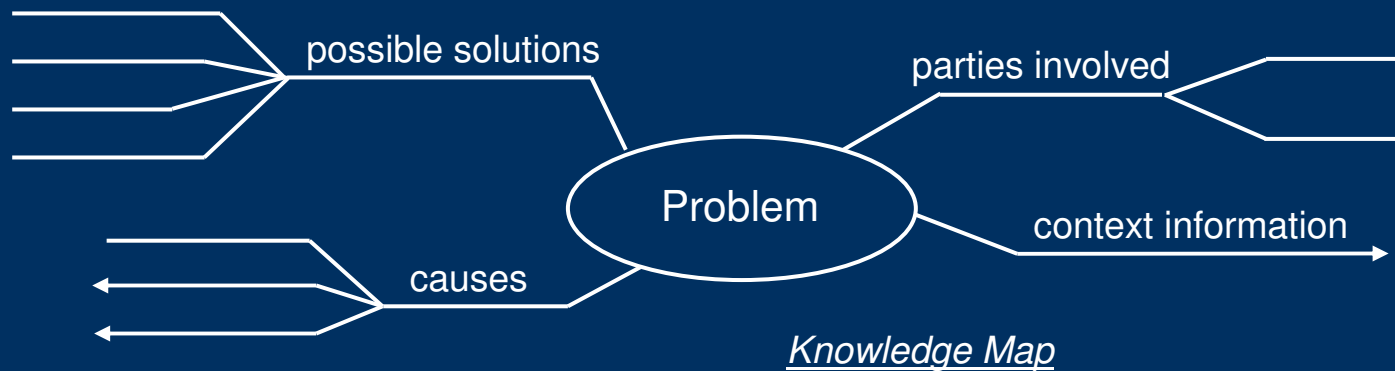 possible solutions
parties involved
Problem
context information
causes
Knowledge Map